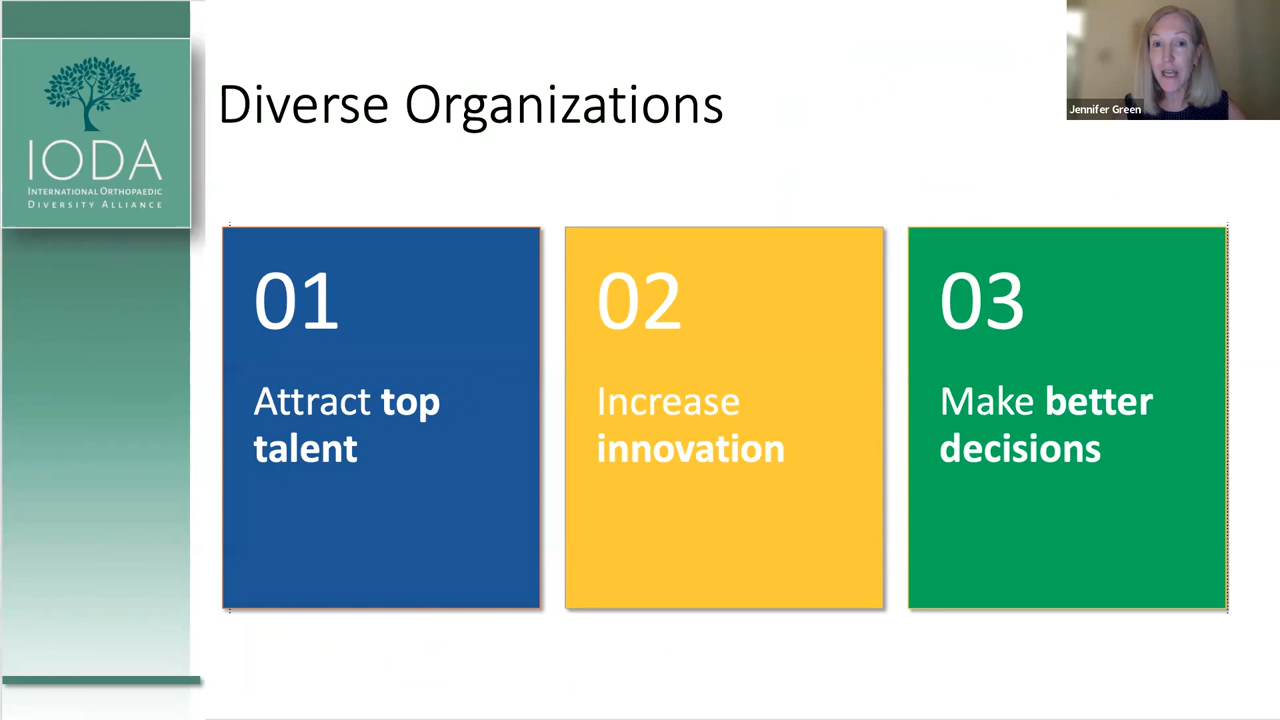 IODA
INTERNATIONAL ORTHOPAEDIC
DIVERSITY ALLIANCE
Diverse Organizations
Jennifer Green
01
Attract top
talent
02
Increase
innovation
03
Make better
decisions